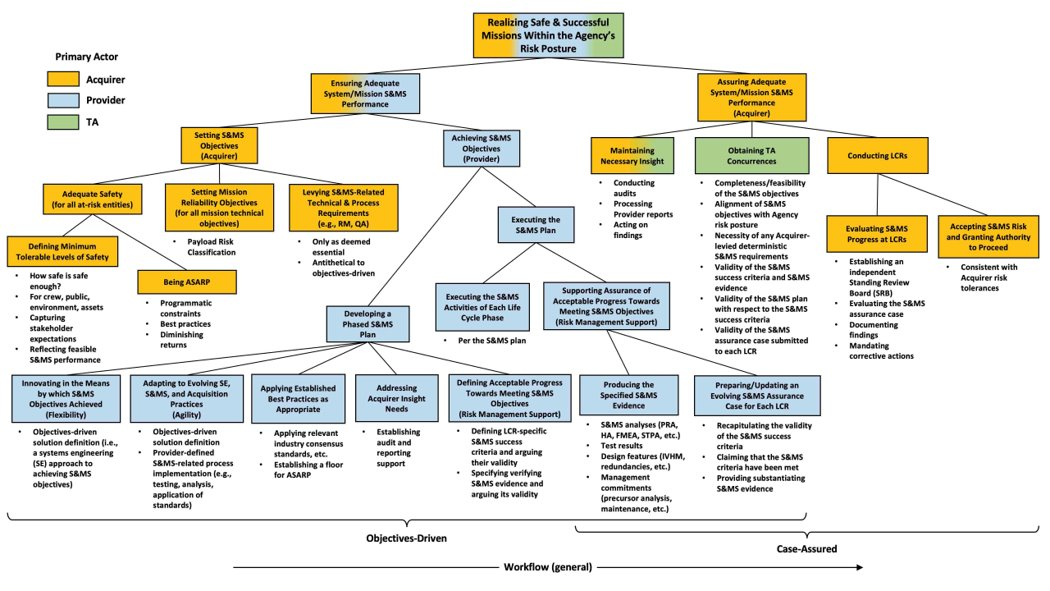 Realizing Safe & Successful
Missions Within the Agency's
Risk Posture
Primary Actor
Acquirer
Provider
TA
Ensuring Adequate
System/Mission S&MS
Performance
Assuring Adequate
System/Mission S&MS
Performance
(Acquirer)
Setting S&MS
Objectives
(Acquirer)
Achieving S&MS
Objectives
(Provider)
Maintaining
Necessary Insight
• Conducting
audits
• Processing
Provider reports
• Acting on
findings
Obtaining TA
Concurrences
• Completeness/feasibility
of the S&MS objectives
• Alignment of S&MS
objectives with Agency
risk posture
• Necessity of any Acquirer-
levied deterministic
S&MS requirements
• Validity of the S&MS
success criteria and S&MS
evidence
• Validity of the S&MS plan
with respect to the S&MS
success criteria
• Validity of the S&MS
assurance case submitted
to each LCR
Conducting LCRs
Adequate Safety
(for all at-risk entities)
Setting Mission
Reliability Objectives
(for all mission technical
objectives)
• Payload Risk
Classification
Levying S&MS-Related
Technical & Process
Requirements
(e.g., RM, QA)
• Only as deemed
essential
• Antithetical to
objectives-driven
Executing the
S&MS Plan
Evaluating S&MS
Progress at LCRs
• Establishing an
independent
Standing Review
Board (SRB)
• Evaluating the S&MS
assurance case
• Documenting
findings
• Mandating
corrective actions
Accepting S&MS Risk
and Granting Authority
to Proceed
• Consistent with
Acquirer risk
tolerances
Defining Minimum
Tolerable Levels of Safety
• How safe is safe
enough?
• For crew, public,
environment, assets
• Capturing
stakeholder
expectations
• Reflecting feasible
S&MS performance
Being ASARP
• Programmatic
constraints
• Best practices
• Diminishing
returns
Developing a
Phased S&MS
Plan
Executing the S&MS
Activities of Each Life
Cycle Phase
• Per the S&MS plan
Supporting Assurance of
Acceptable Progress Towards
Meeting S&MS Objectives
(Risk Management Support)
Innovating in the Means
by which S&MS
Objectives Achieved
(Flexibility)
• Objectives-driven
solution definition (i.e.,
a systems engineering
(SE) approach to
achieving S&MS
objectives)
Adapting to Evolving SE,
S&MS, and Acquisition
Practices
(Agility)
• Objectives-driven
solution definition
• Provider-defined
S&MS-related process
implementation (e.g.,
testing, analysis,
application of
standards)
Applying Established
Best Practices as
Appropriate
• Applying relevant
industry consensus
standards, etc.
• Establishing a floor
for ASARP
Addressing
Acquirer Insight
Needs
• Establishing
audit and
reporting
support
Defining Acceptable Progress
Towards Meeting S&MS
Objectives
(Risk Management Support)
• Defining LCR-specific
S&MS success
criteria and arguing
their validity
• Specifying verifying
S&MS evidence and
arguing its validity
Producing the
Specified S&MS
Evidence
• S&MS analyses (PRA,
HA, FMEA, STPA, etc.)
• Test results
• Design features (IVHM,
redundancies, etc.)
• Management
commitments
(precursor analysis,
maintenance, etc.)
Preparing/Updating an
Evolving S&MS Assurance
Case for Each LCR
• Recapitulating the validity
of the S&MS success
criteria
• Claiming that the S&MS
criteria have been met
• Providing substantiating
S&MS evidence
Objectives-Driven
Case-Assured
Workflow (general)